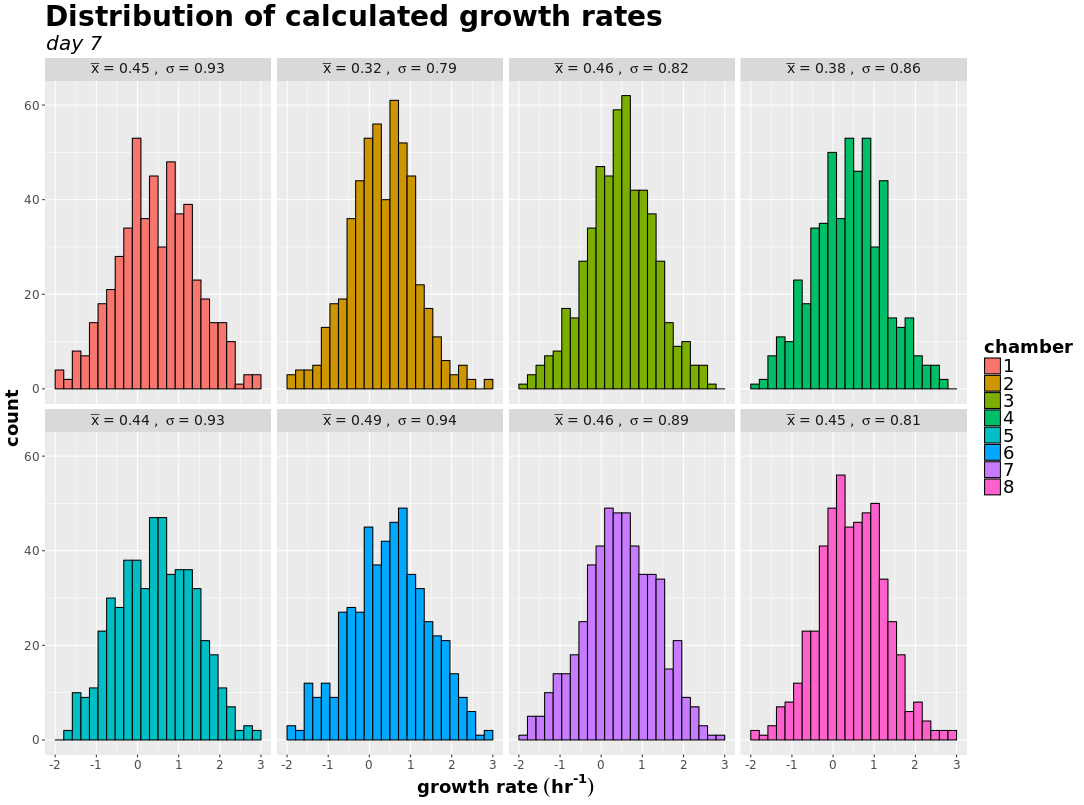 Distribution of calculated growth rates
day 7
x̅ = 0.45 , σ = 0.93
x̅ = 0.32 , σ = 0.79
x̅ = 0.46 , σ = 0.82
x̅ = 0.38 , σ = 0.86
60
40
20
0
x̅ = 0.44 , σ = 0.93
x̅ = 0.49 , σ = 0.94
x̅ = 0.46 , σ = 0.89
x̅ = 0.45 , σ = 0.81
60
40
20
0
-2 -1 0 1 2 3
-2 -1 0 1 2 3
-2 -1 0 1 2 3
-2 -1 0 1 2 3
count
growth rate (hr⁻¹)
chamber
1
2
3
4
5
6
7
8